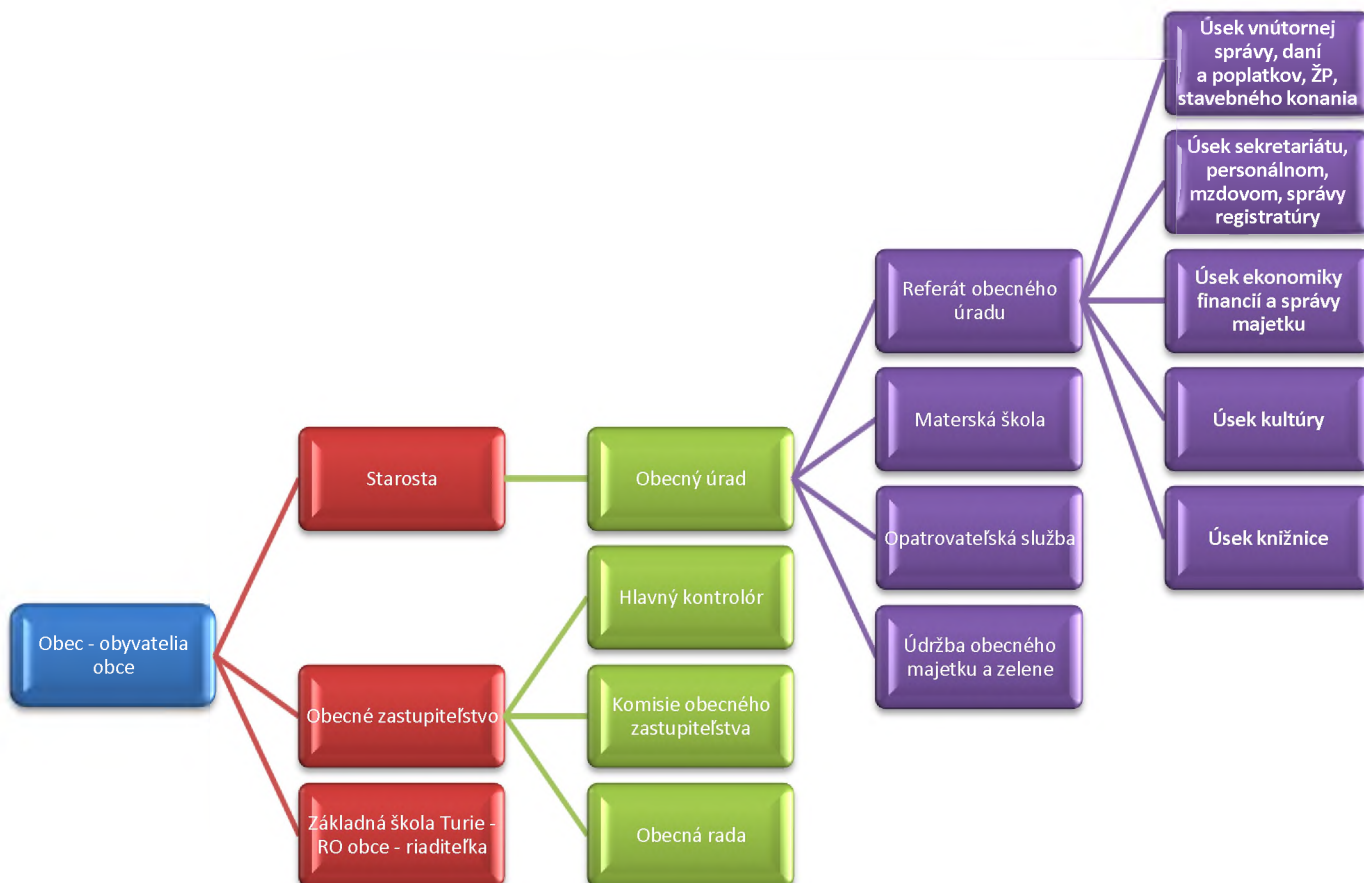 Obec - obyvatelia
obce
Starosta
Obecné zastupiteľstvo
Základná škola Turie -
RO obce - riaditeľka
Obecný úrad
Hlavný kontrolór
Komisie obecného
zastupiteľstva
Obecná rada
Referát obecného
úradu
Materská škola
Opatrovateľská služba
Údržba obecného
majetku a zelene
Úsek vnútornej
správy, daní
a poplatkov, ŽP,
stavebného konania
Úsek sekretariátu,
personálnom,
mzdovom, správy
registratúry
Úsek ekonomiky
financií a správy
majetku
Úsek kultúry
Úsek knižnice